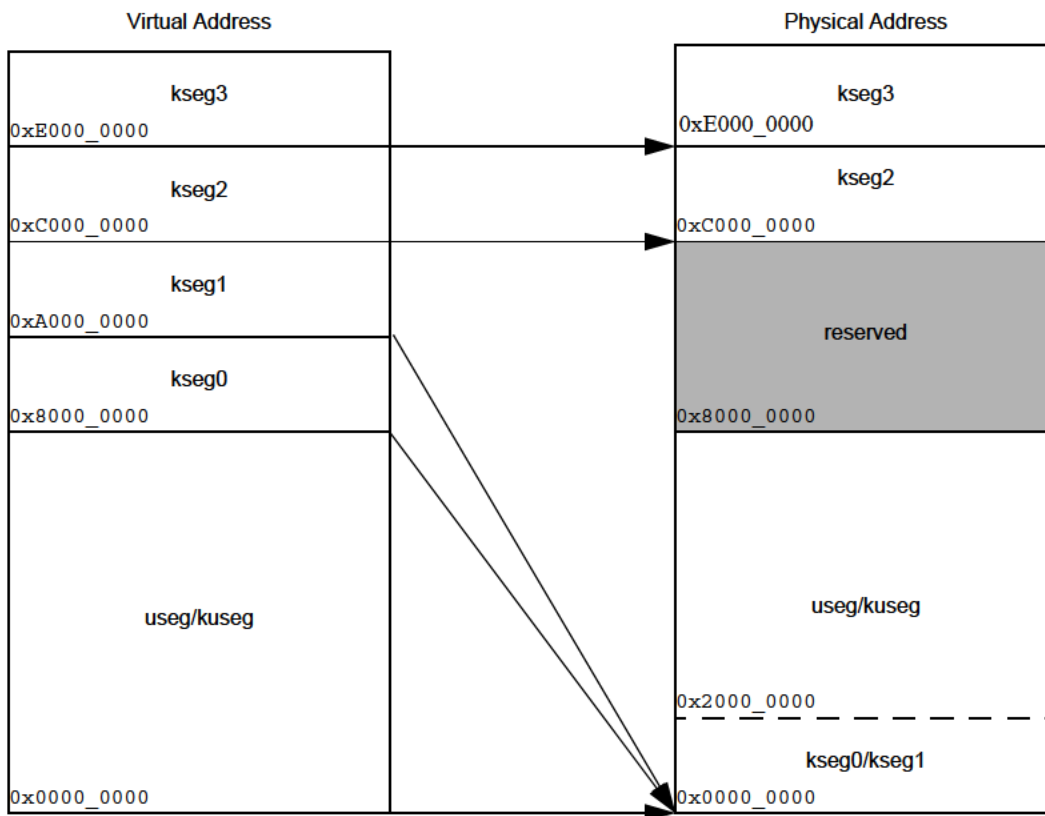 Virtual Address
kseg3
0xE000_0000
kseg2
0xC000_0000
kseg1
0xA000_0000
kseg0
0x8000_0000
useg/kuseg
0x0000_0000
Physical Address
kseg3
0xE000_0000
kseg2
0xC000_0000
reserved
0x8000_0000
useg/kuseg
0x2000_0000
kseg0/kseg1
0x0000_0000